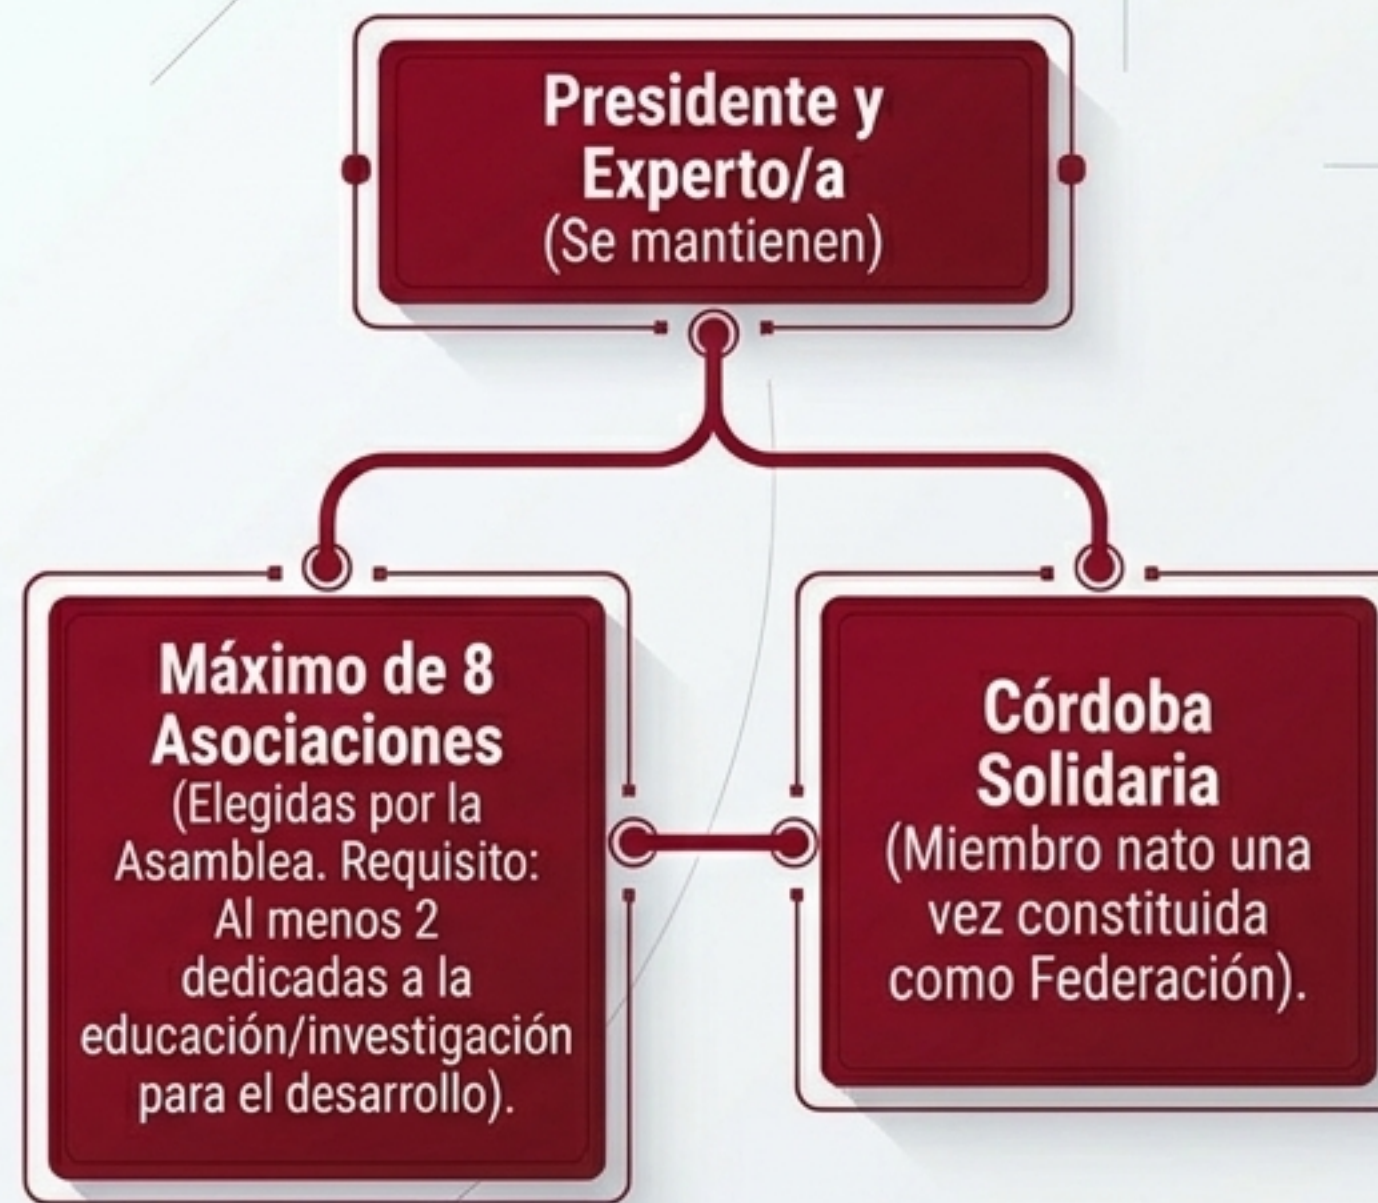 Presidente y
Experto/a
(Se mantienen)
Máximo de 8
Asociaciones
(Elegidas por la
Asamblea. Requisito:
Al menos 2
dedicadas a la
educación/investigación
para el desarrollo).
Córdoba
Solidaria
(Miembro nato una
vez constituida
como Federación).